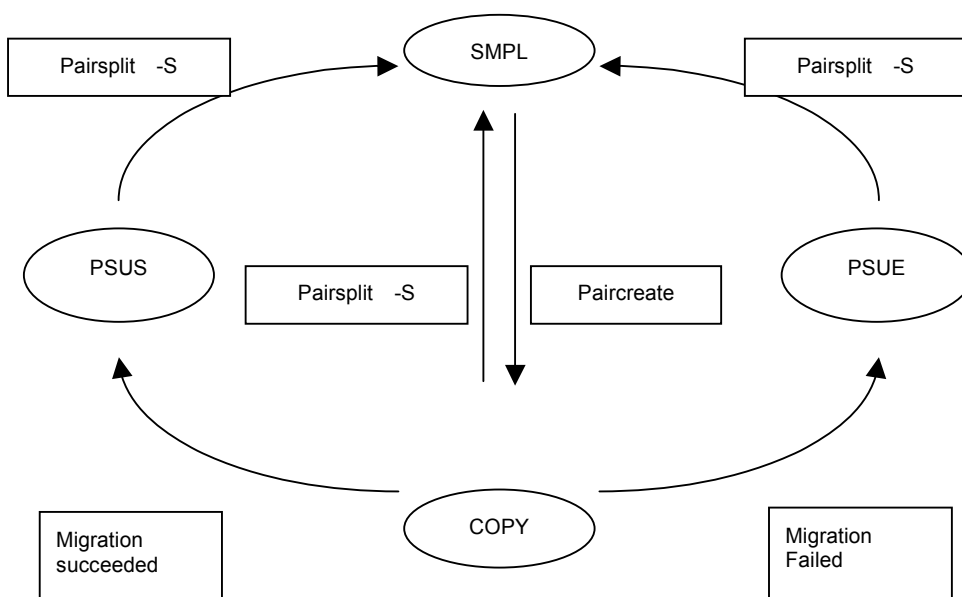 SMPL
Pairsplit -S
Pairsplit -S
PSUS
PSUE
Pairsplit -S
Paircreate
COPY
Migration
succeeded
Migration
Failed